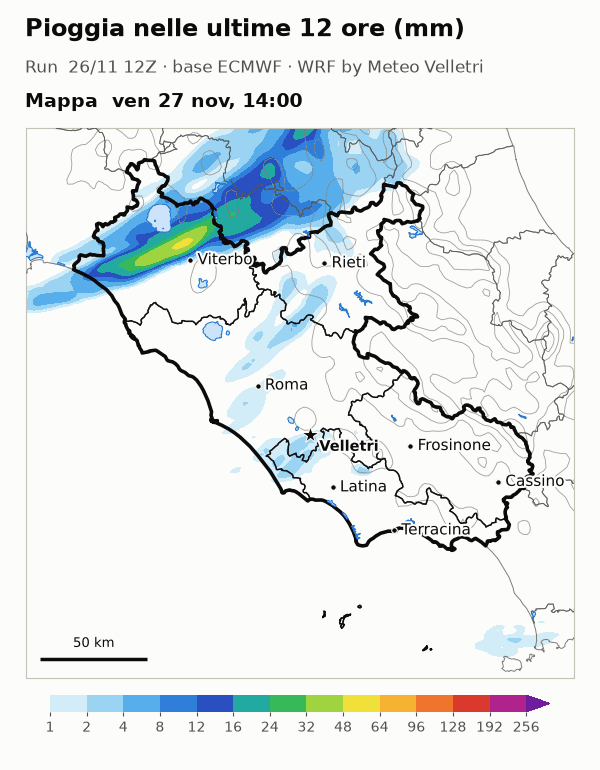 Pioggia nelle ultime 12 ore (mm)
Run  26/11 12Z · base ECMWF · WRF by Meteo Velletri
Mappa  ven 27 nov, 14:00
Viterbo
Rieti
Roma
Velletri
Frosinone
Latina
Cassino
Terracina
50 km
1 2 4 8 12 16 24 32 48 64 96 128 192 256